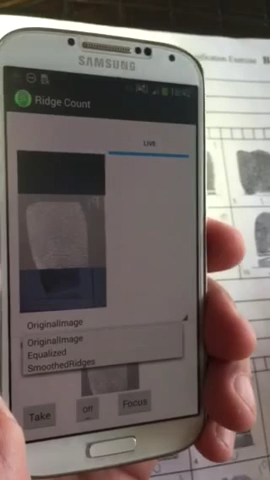 SAMSUNG
Ridge Count
LIVE
OriginalImage
OriginalImage
Equalized
SmoothedRidges
Take
Off
Focus